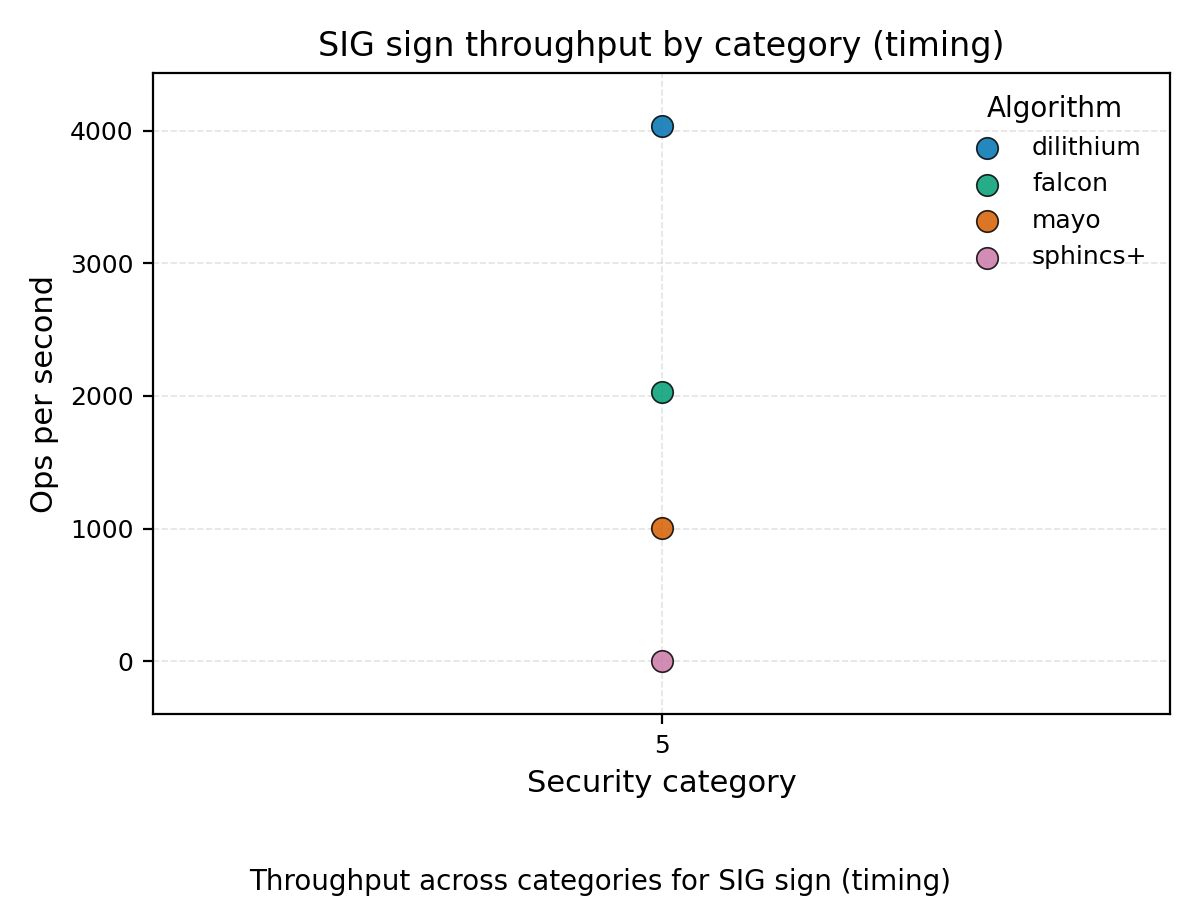 SIG sign throughput by category (timing)
Algorithm
dilithium
falcon
mayo
sphincs+
4000
3000
2000
1000
0
Ops per second
5
Security category
Throughput across categories for SIG sign (timing)